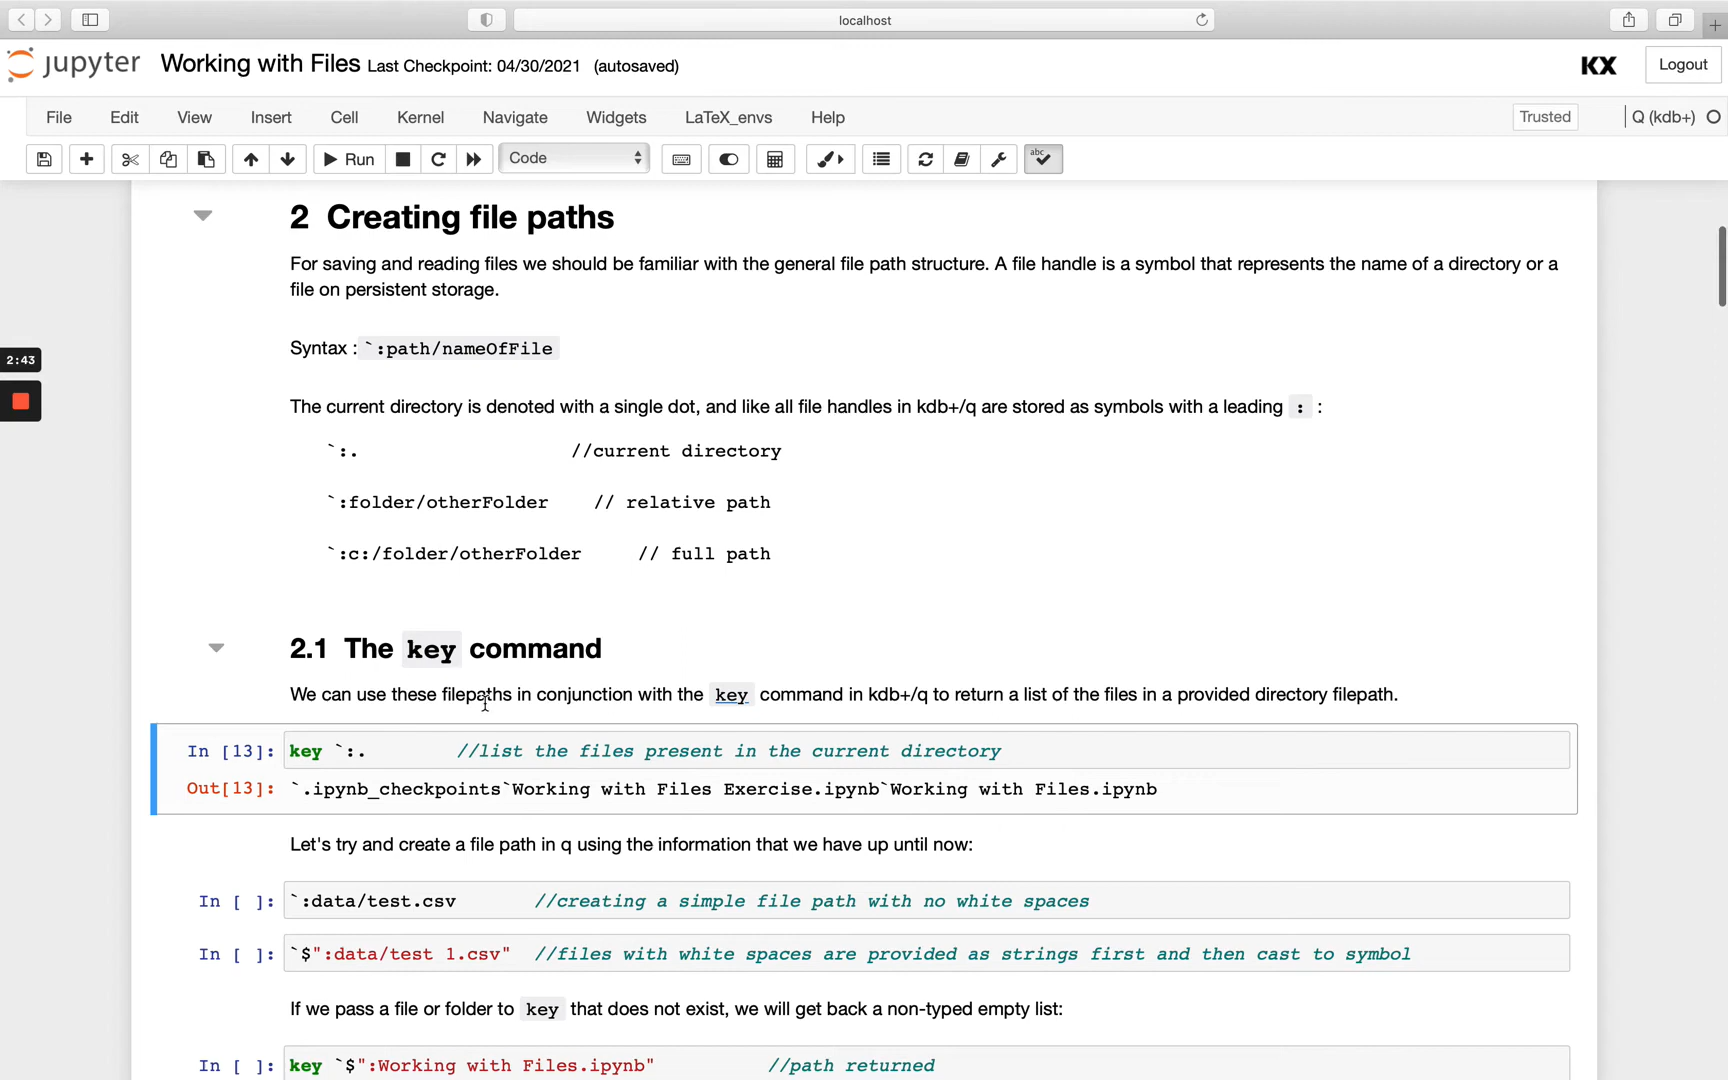 localhost
jupyter Working with Files Last Checkpoint: 04/30/2021 (autosaved) KX Logout
File Edit View Insert Cell Kernel Navigate Widgets LaTeX_envs Help Trusted Q (kdb+)
Run Code abc
2 Creating file paths
For saving and reading files we should be familiar with the general file path structure. A file handle is a symbol that represents the name of a directory or a
file on persistent storage.
Syntax : `:path/nameOfFile
2:43
The current directory is denoted with a single dot, and like all file handles in kdb+/q are stored as symbols with a leading : :
`:. //current directory
`:folder/otherFolder // relative path
`:c:/folder/otherFolder // full path
2.1 The key command
We can use these filepaths in conjunction with the key command in kdb+/q to return a list of the files in a provided directory filepath.
In [13]: key `:. //list the files present in the current directory
Out[13]: `.ipynb_checkpoints`Working with Files Exercise.ipynb`Working with Files.ipynb
Let's try and create a file path in q using the information that we have up until now:
In [ ]: `:data/test.csv //creating a simple file path with no white spaces
In [ ]: `$":data/test 1.csv" //files with white spaces are provided as strings first and then cast to symbol
If we pass a file or folder to key that does not exist, we will get back a non-typed empty list:
In [ ]: key `$":Working with Files.ipynb" //path returned